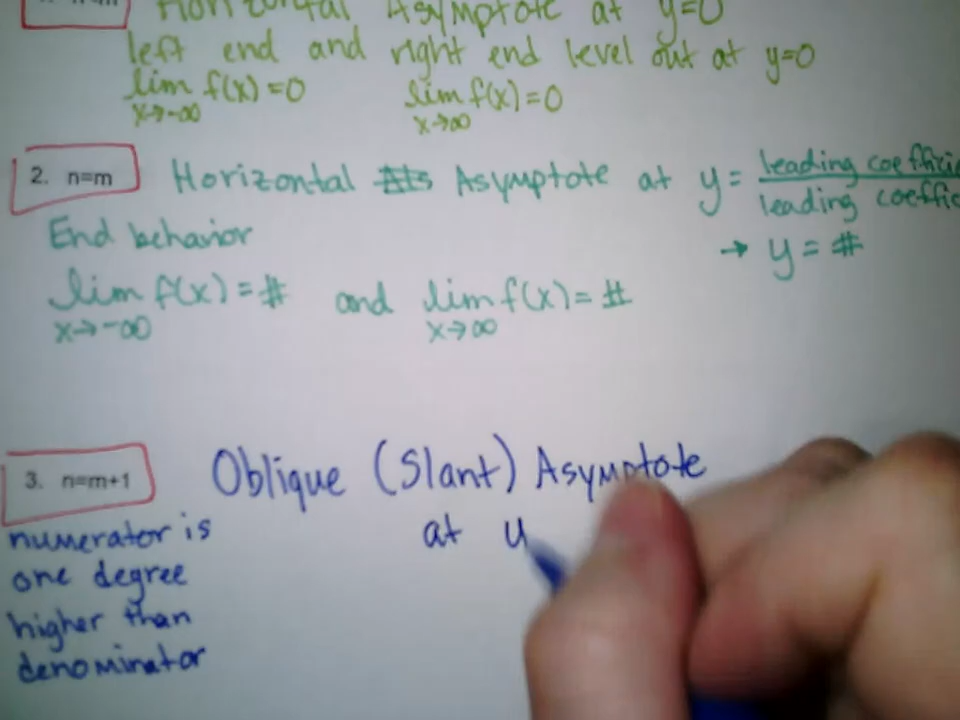 Horizontal Asymptote at y=0
left end and right end level out at y=0
lim f(x)=0 lim f(x)=0
x→-∞ x→∞
2. n=m Horizontal Asymptote at y= leading
leading
End behavior → y=#
lim f(x)=# and lim f(x)=#
x→-∞ x→∞
3. n=m+1 Oblique (Slant) Asymptote
numerator is at
one degree
higher than
denominator